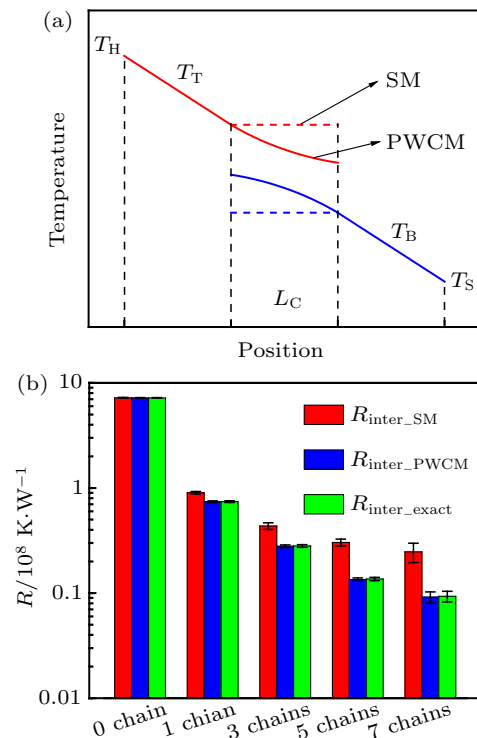 (a)
T_H
T_T
SM
PWCM
T_B
T_S
L_C
Temperature
Position
(b)
10
1
0.1
0.01
R/10^8 K·W^−1
R_inter_SM
R_inter_PWCM
R_inter_exact
0 chain
1 chian
3 chains
5 chains
7 chains